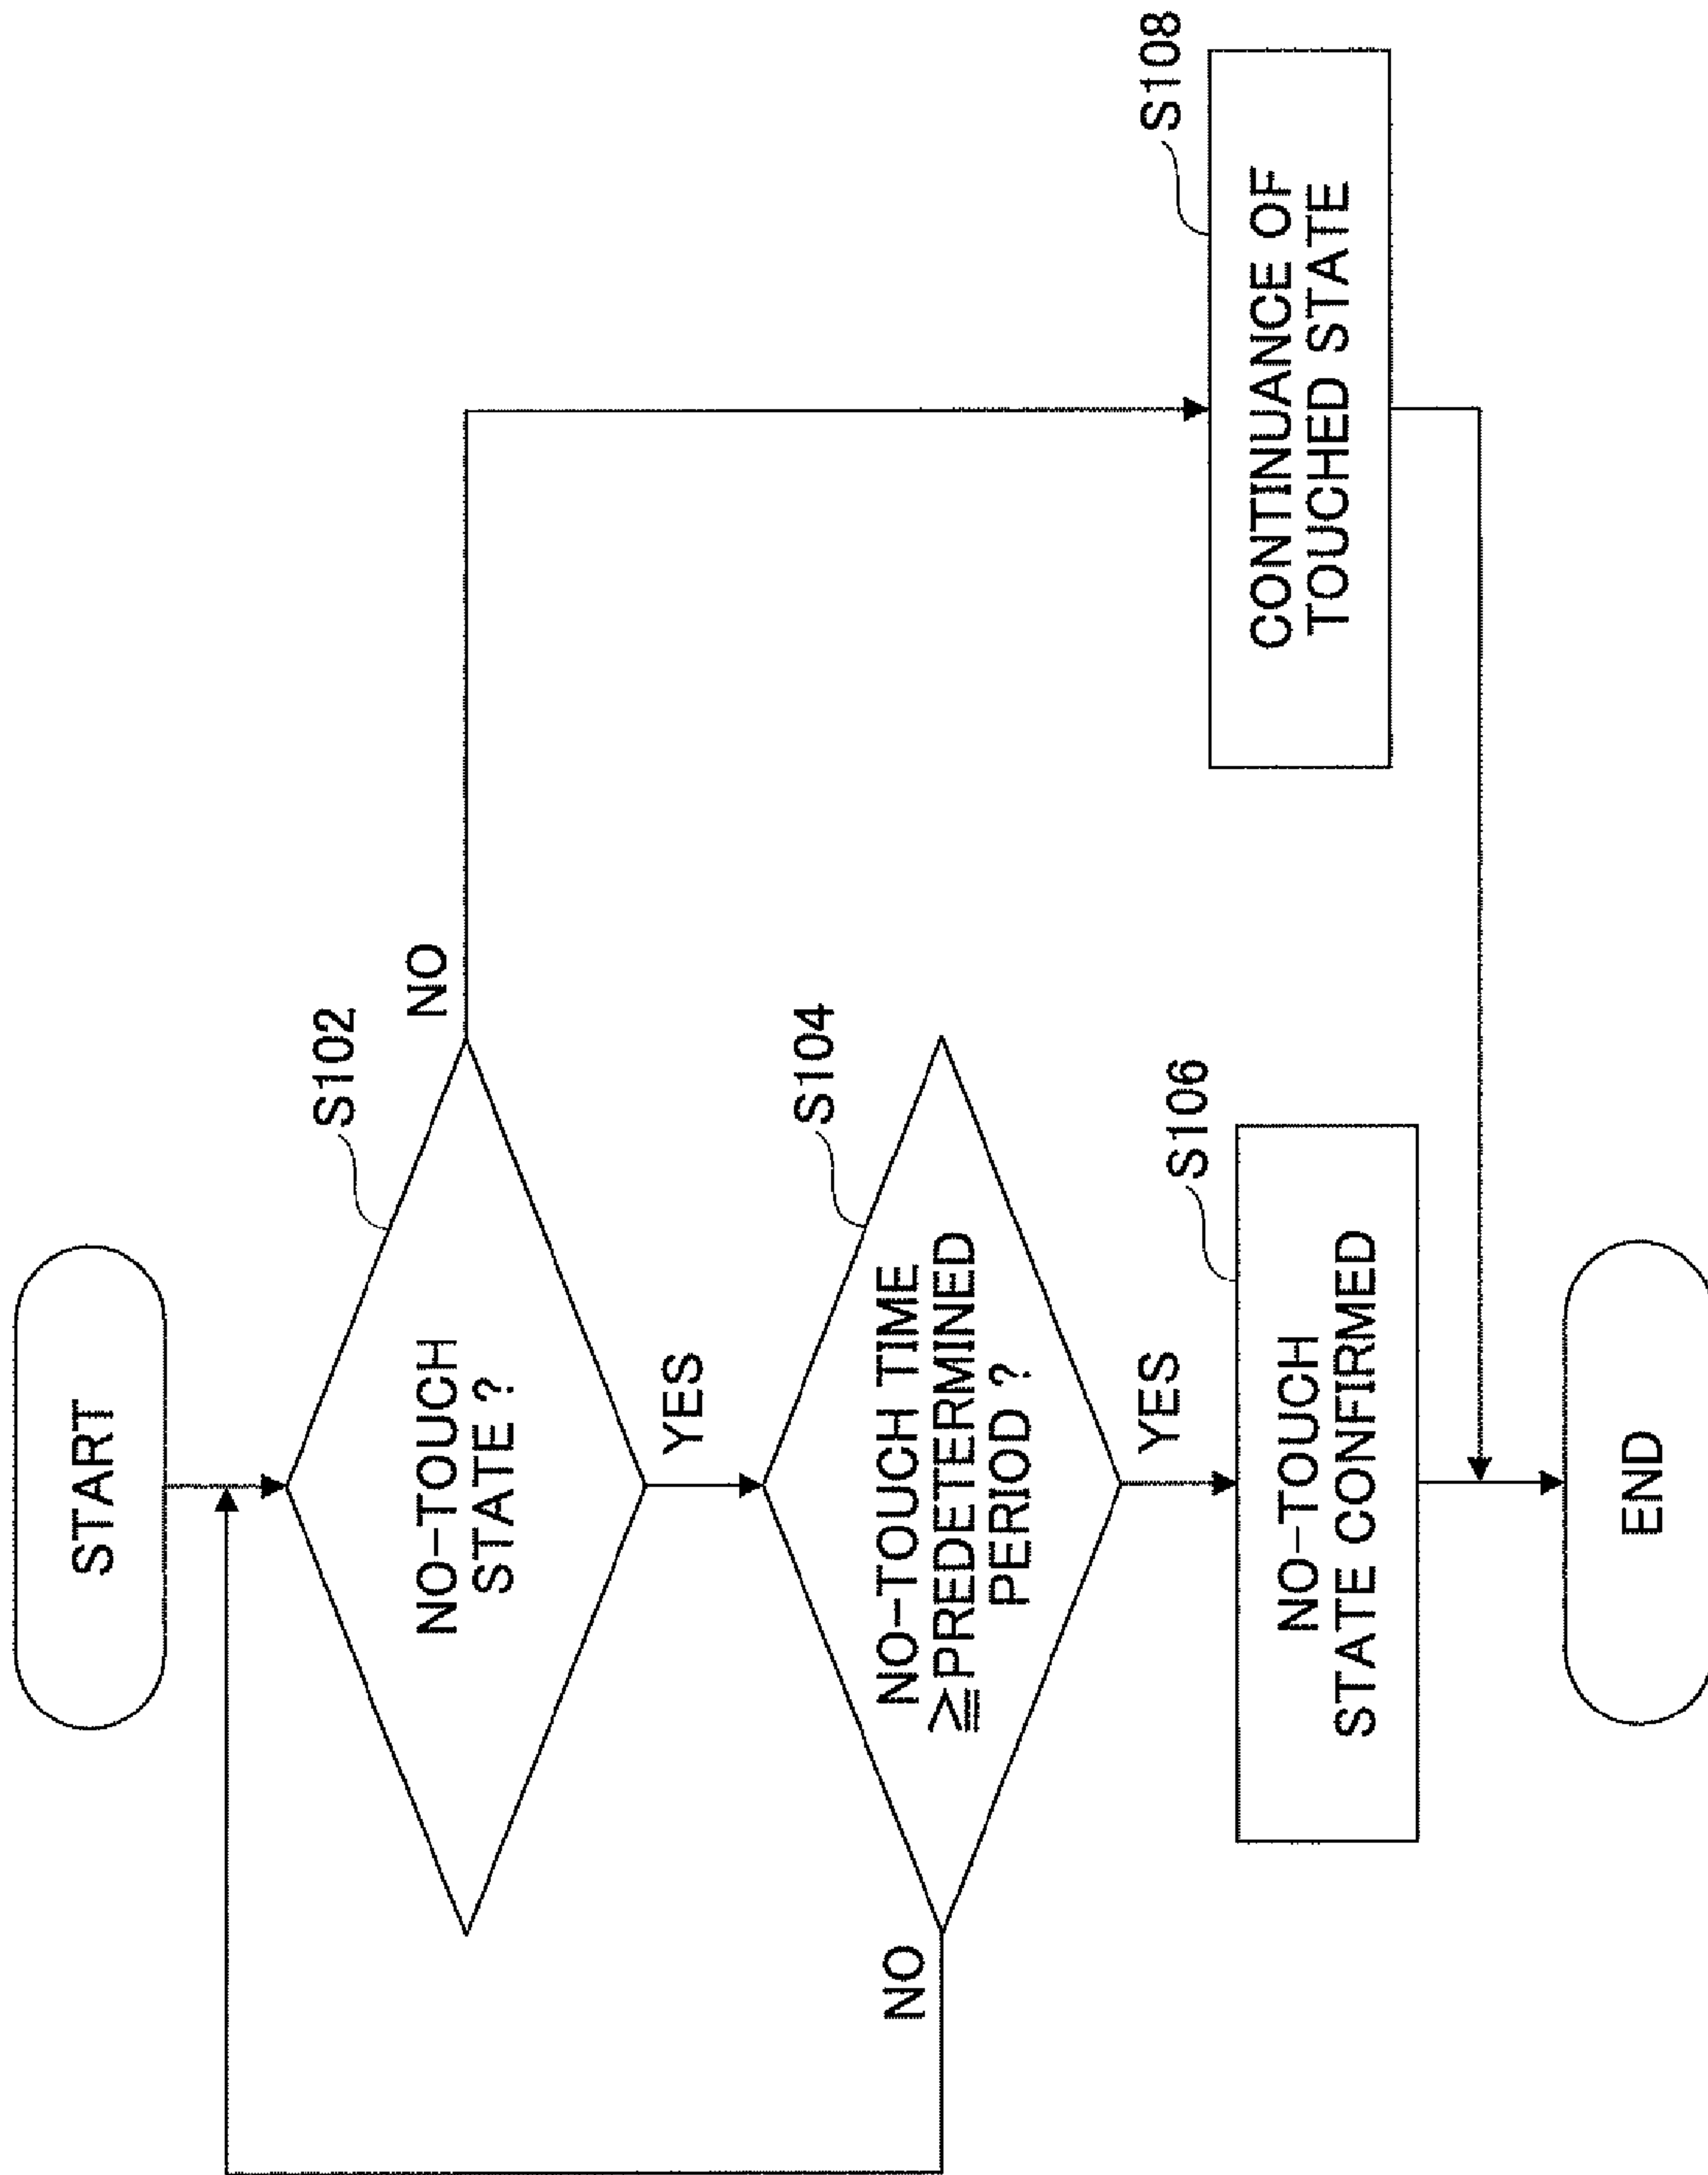 START
S102
NO-TOUCH
STATE ?
NO
YES
S104
NO-TOUCH TIME
≧PREDETERMINED
PERIOD ?
NO
YES
S106
NO-TOUCH
STATE CONFIRMED
S108
CONTINUANCE OF
TOUCHED STATE
END